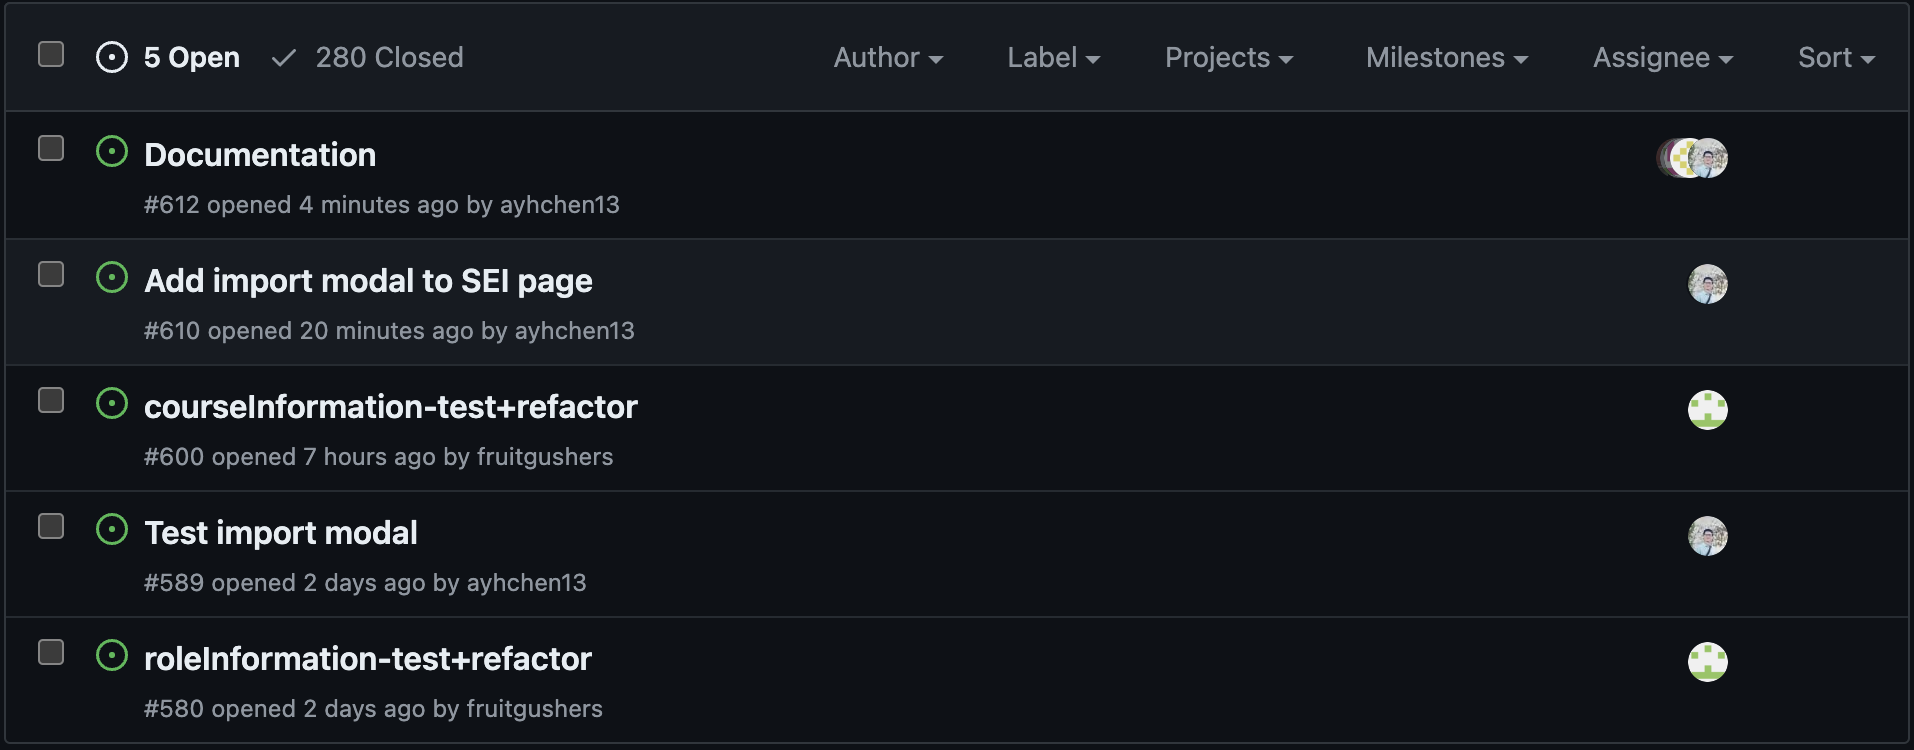 5 Open 280 Closed Author Label Projects Milestones Assignee Sort
Documentation
#612 opened 4 minutes ago by ayhchen13
Add import modal to SEI page
#610 opened 20 minutes ago by ayhchen13
courseInformation-test+refactor
#600 opened 7 hours ago by fruitgushers
Test import modal
#589 opened 2 days ago by ayhchen13
roleInformation-test+refactor
#580 opened 2 days ago by fruitgushers